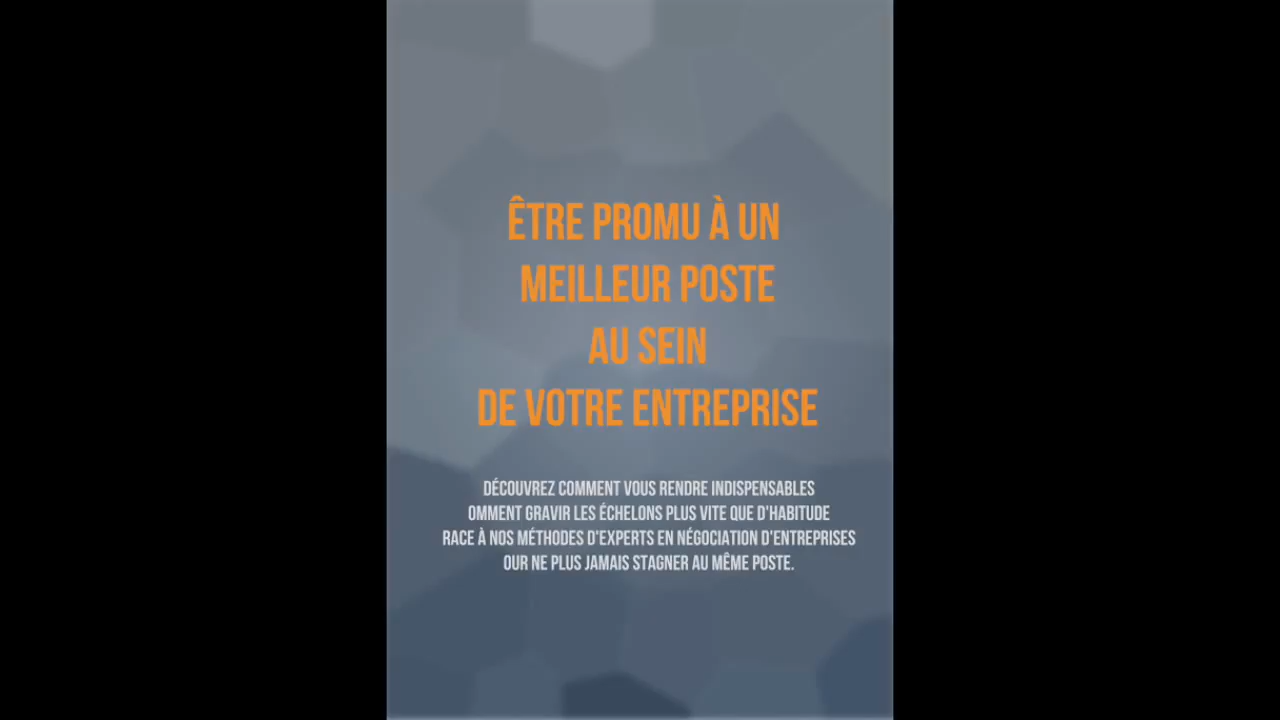 ÊTRE PROMU À UN
MEILLEUR POSTE
AU SEIN
DE VOTRE ENTREPRISE
DÉCOUVREZ COMMENT VOUS RENDRE INDISPENSABLES
OMMENT GRAVIR LES ÉCHELONS PLUS VITE QUE D'HABITUDE
RACE À NOS MÉTHODES D'EXPERTS EN NÉGOCIATION D'ENTREPRISES
OUR NE PLUS JAMAIS STAGNER AU MÊME POSTE.